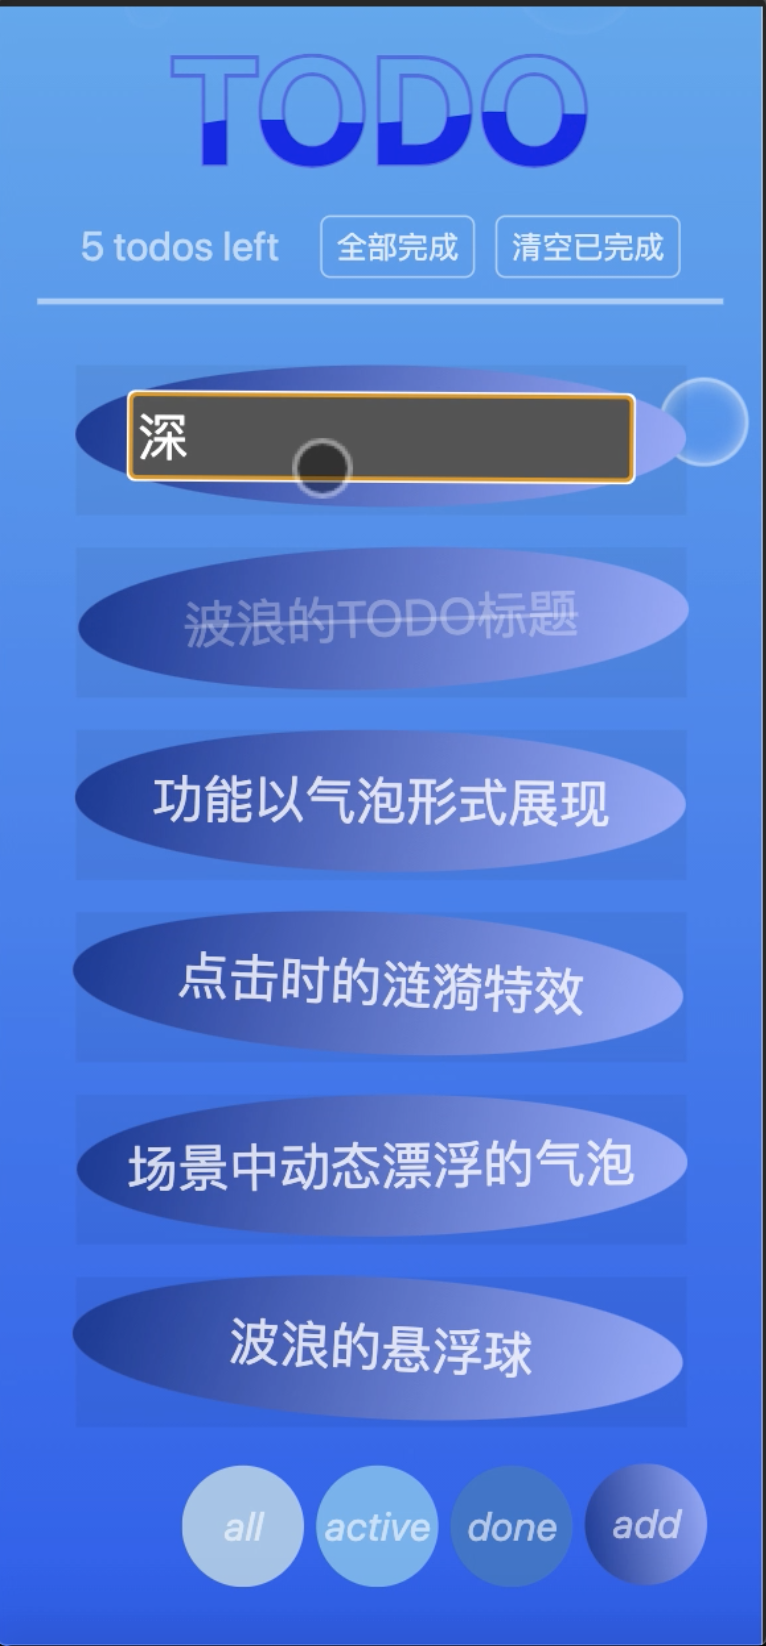 TODO
5 todos left 全部完成 清空已完成
深
波浪的TODO标题
功能以气泡形式展现
点击时的涟漪特效
场景中动态漂浮的气泡
波浪的悬浮球
all active done add